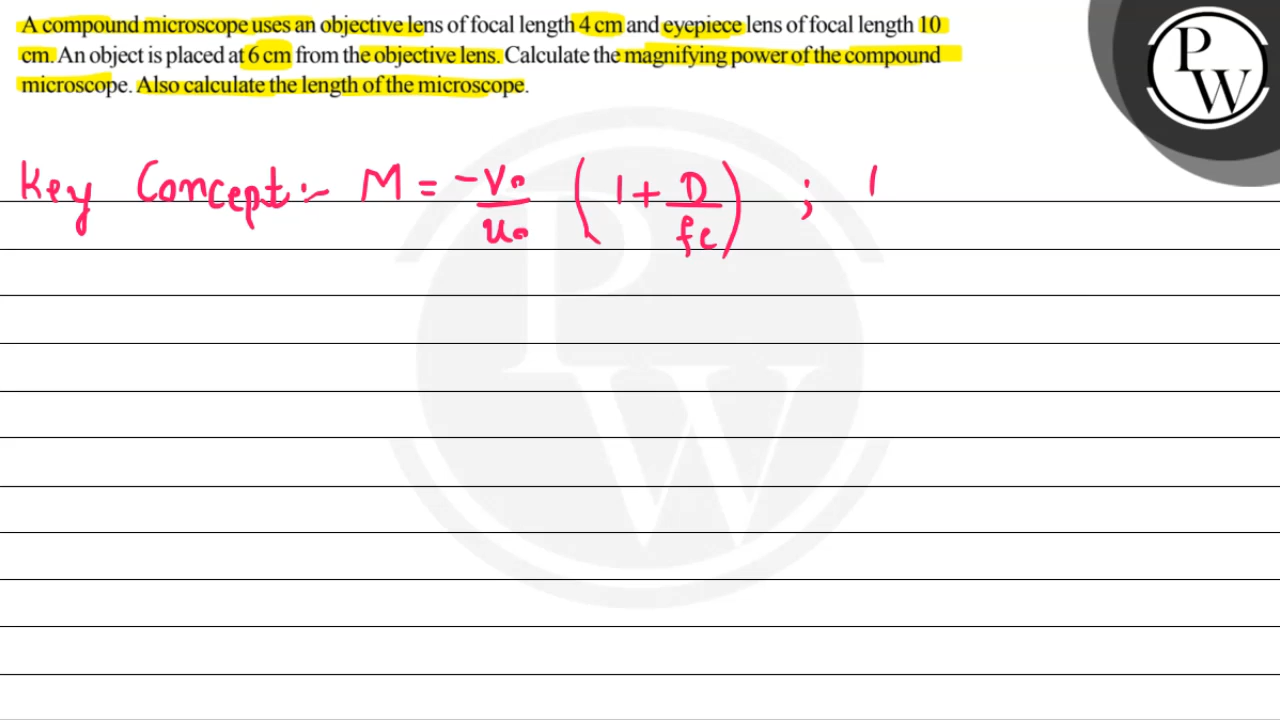 A compound microscope uses an objective lens of focal length 4 cm and eyepiece lens of focal length 10
cm. An object is placed at 6 cm from the objective lens. Calculate the magnifying power of the compound
microscope. Also calculate the length of the microscope.
P
W
Key Concept:- M = -v₀/u₀ (1 + D/fe) ; 1
P
W